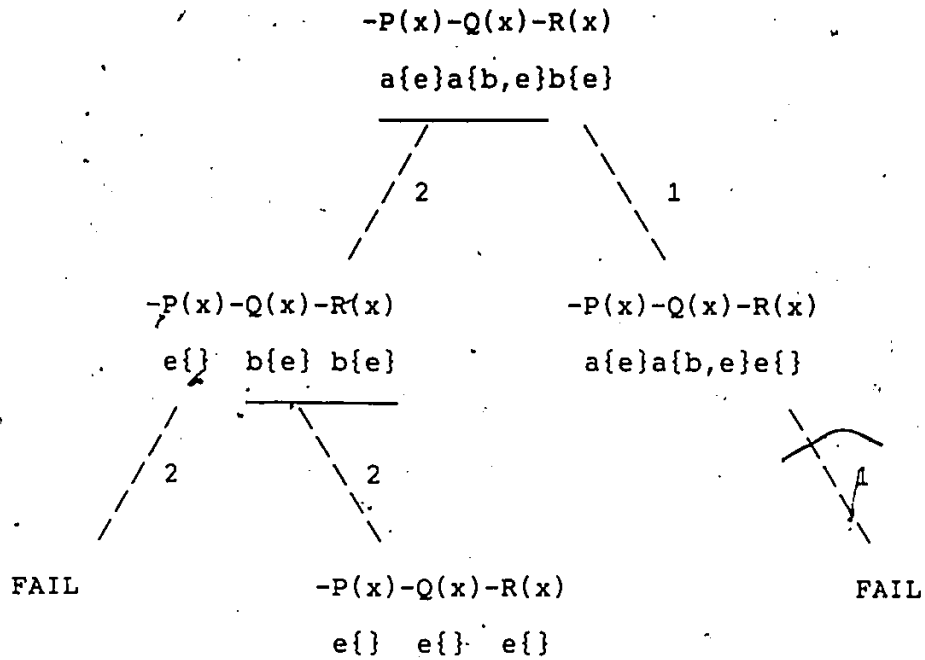 -P(x)-Q(x)-R(x)
a{e}a{b,e}b{e}
2 1
-P(x)-Q(x)-R(x) -P(x)-Q(x)-R(x)
e{} b{e} b{e} a{e}a{b,e}e{}
2 2 1
FAIL -P(x)-Q(x)-R(x) FAIL
e{} e{} e{}